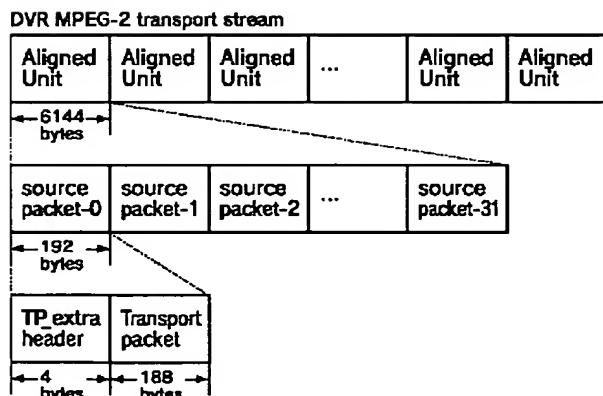 DVR MPEG-2 transport stream
Aligned Unit Aligned Unit Aligned Unit ... Aligned Unit Aligned Unit
6144 bytes
source packet-0 source packet-1 source packet-2 ... source packet-31
192 bytes
TP_extra header Transport packet
4 bytes 188 bytes